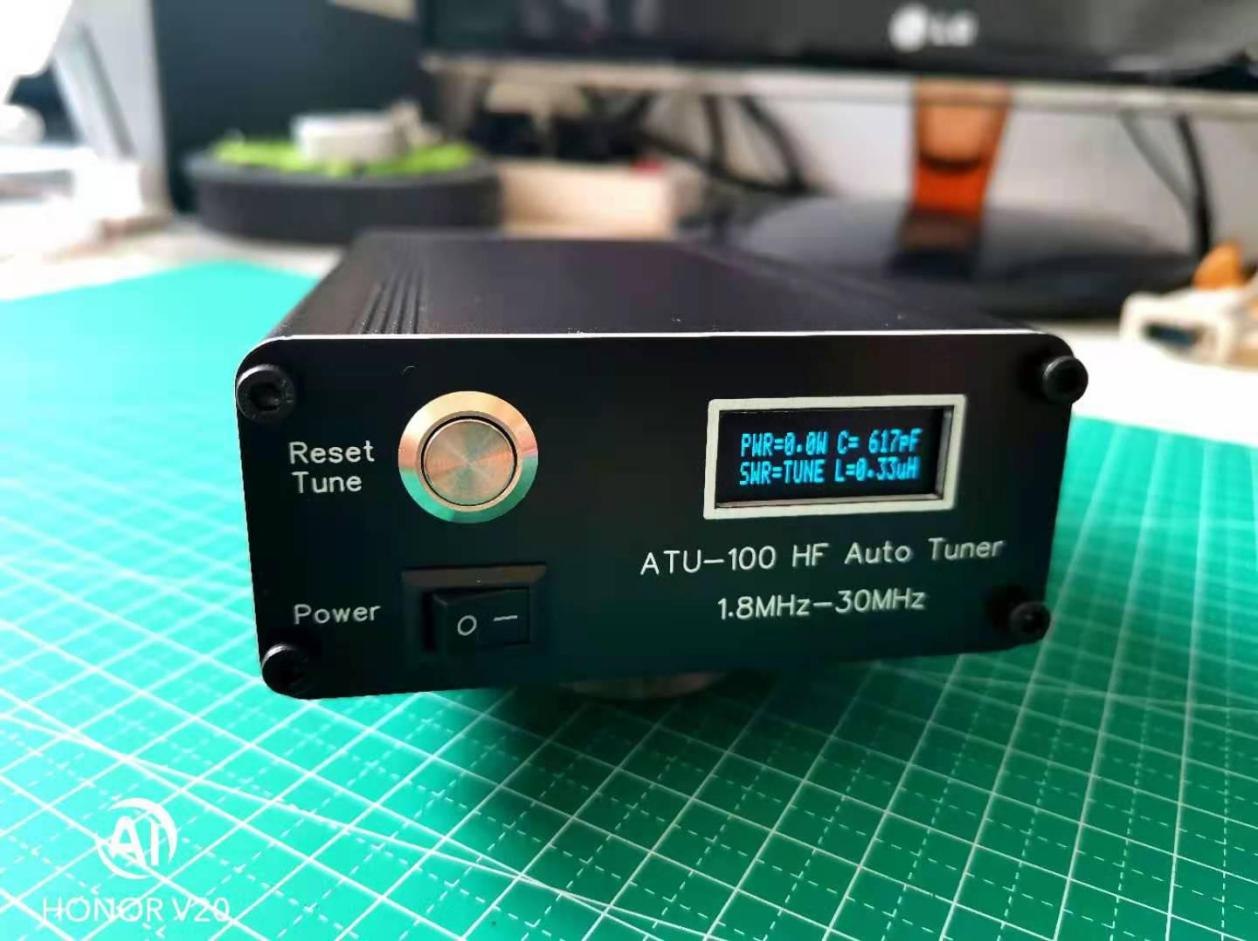 LG
Reset
Tune
PWR=0.0W C= 617pF
SWR=TUNE L=0.33uH
ATU-100 HF Auto Tuner
1.8MHz-30MHz
Power
O —
AI
HONOR V20